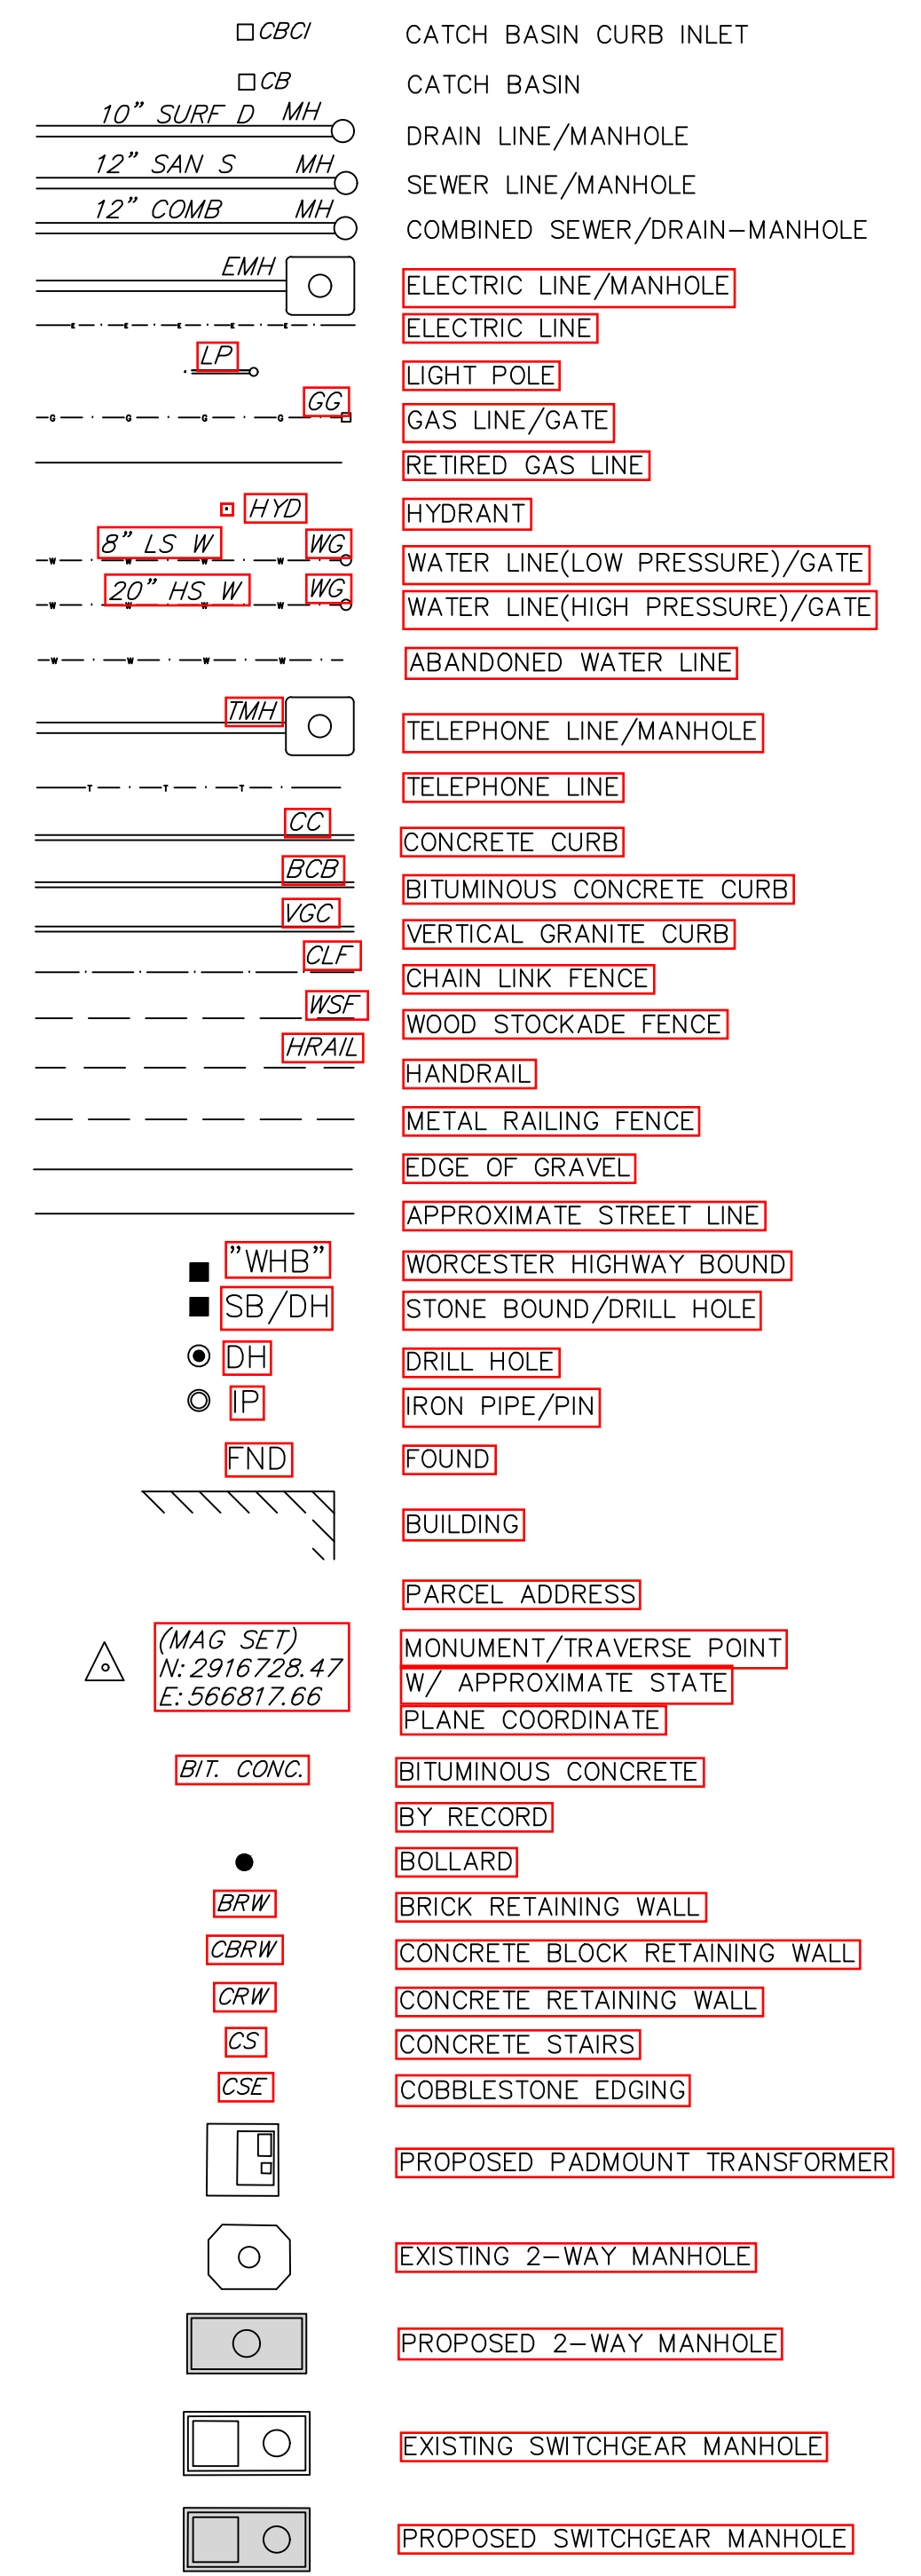 CBCI CATCH BASIN CURB INLET
CB CATCH BASIN
10" SURF D MH DRAIN LINE/MANHOLE
12" SAN S MH SEWER LINE/MANHOLE
12" COMB MH COMBINED SEWER/DRAIN-MANHOLE
EMH ELECTRIC LINE/MANHOLE
E E E E E ELECTRIC LINE
LP LIGHT POLE
GG
G G G G GAS LINE/GATE
RETIRED GAS LINE
HYD HYDRANT
8" LS W WG
W W W W WATER LINE(LOW PRESSURE)/GATE
20" HS W WG
W W W W WATER LINE(HIGH PRESSURE)/GATE
W W W W ABANDONED WATER LINE
TMH TELEPHONE LINE/MANHOLE
T T T TELEPHONE LINE
CC CONCRETE CURB
BCB BITUMINOUS CONCRETE CURB
VGC VERTICAL GRANITE CURB
CLF CHAIN LINK FENCE
WSF WOOD STOCKADE FENCE
HRAIL HANDRAIL
METAL RAILING FENCE
EDGE OF GRAVEL
APPROXIMATE STREET LINE
"WHB" WORCESTER HIGHWAY BOUND
SB/DH STONE BOUND/DRILL HOLE
DH DRILL HOLE
IP IRON PIPE/PIN
FND FOUND
BUILDING
PARCEL ADDRESS
(MAG SET) MONUMENT/TRAVERSE POINT
N: 2916728.47 W/ APPROXIMATE STATE
E: 566817.66 PLANE COORDINATE
BIT. CONC. BITUMINOUS CONCRETE
BY RECORD
BOLLARD
BRW BRICK RETAINING WALL
CBRW CONCRETE BLOCK RETAINING WALL
CRW CONCRETE RETAINING WALL
CS CONCRETE STAIRS
CSE COBBLESTONE EDGING
PROPOSED PADMOUNT TRANSFORMER
EXISTING 2-WAY MANHOLE
PROPOSED 2-WAY MANHOLE
EXISTING SWITCHGEAR MANHOLE
PROPOSED SWITCHGEAR MANHOLE